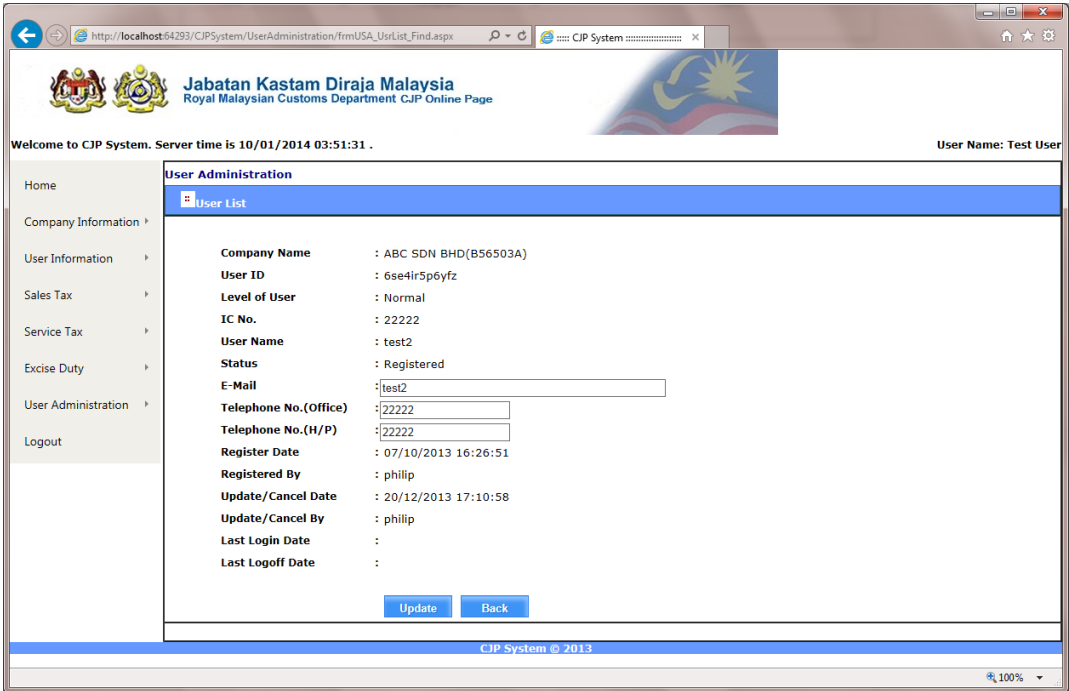 http://localhost:64293/CJPSystem/UserAdministration/frmUSA_UsrList_Find.aspx
::::: CJP System ::::::::::::::::::::::
Jabatan Kastam Diraja Malaysia
Royal Malaysian Customs Department CJP Online Page
Welcome to CJP System. Server time is 10/01/2014 03:51:31 .
User Name: Test User
Home
Company Information
User Information
Sales Tax
Service Tax
Excise Duty
User Administration
Logout
User Administration
User List
Company Name : ABC SDN BHD(B56503A)
User ID : 6se4ir5p6yfz
Level of User : Normal
IC No. : 22222
User Name : test2
Status : Registered
E-Mail : test2
Telephone No.(Office) : 22222
Telephone No.(H/P) : 22222
Register Date : 07/10/2013 16:26:51
Registered By : philip
Update/Cancel Date : 20/12/2013 17:10:58
Update/Cancel By : philip
Last Login Date :
Last Logoff Date :
Update Back
CJP System © 2013
100%